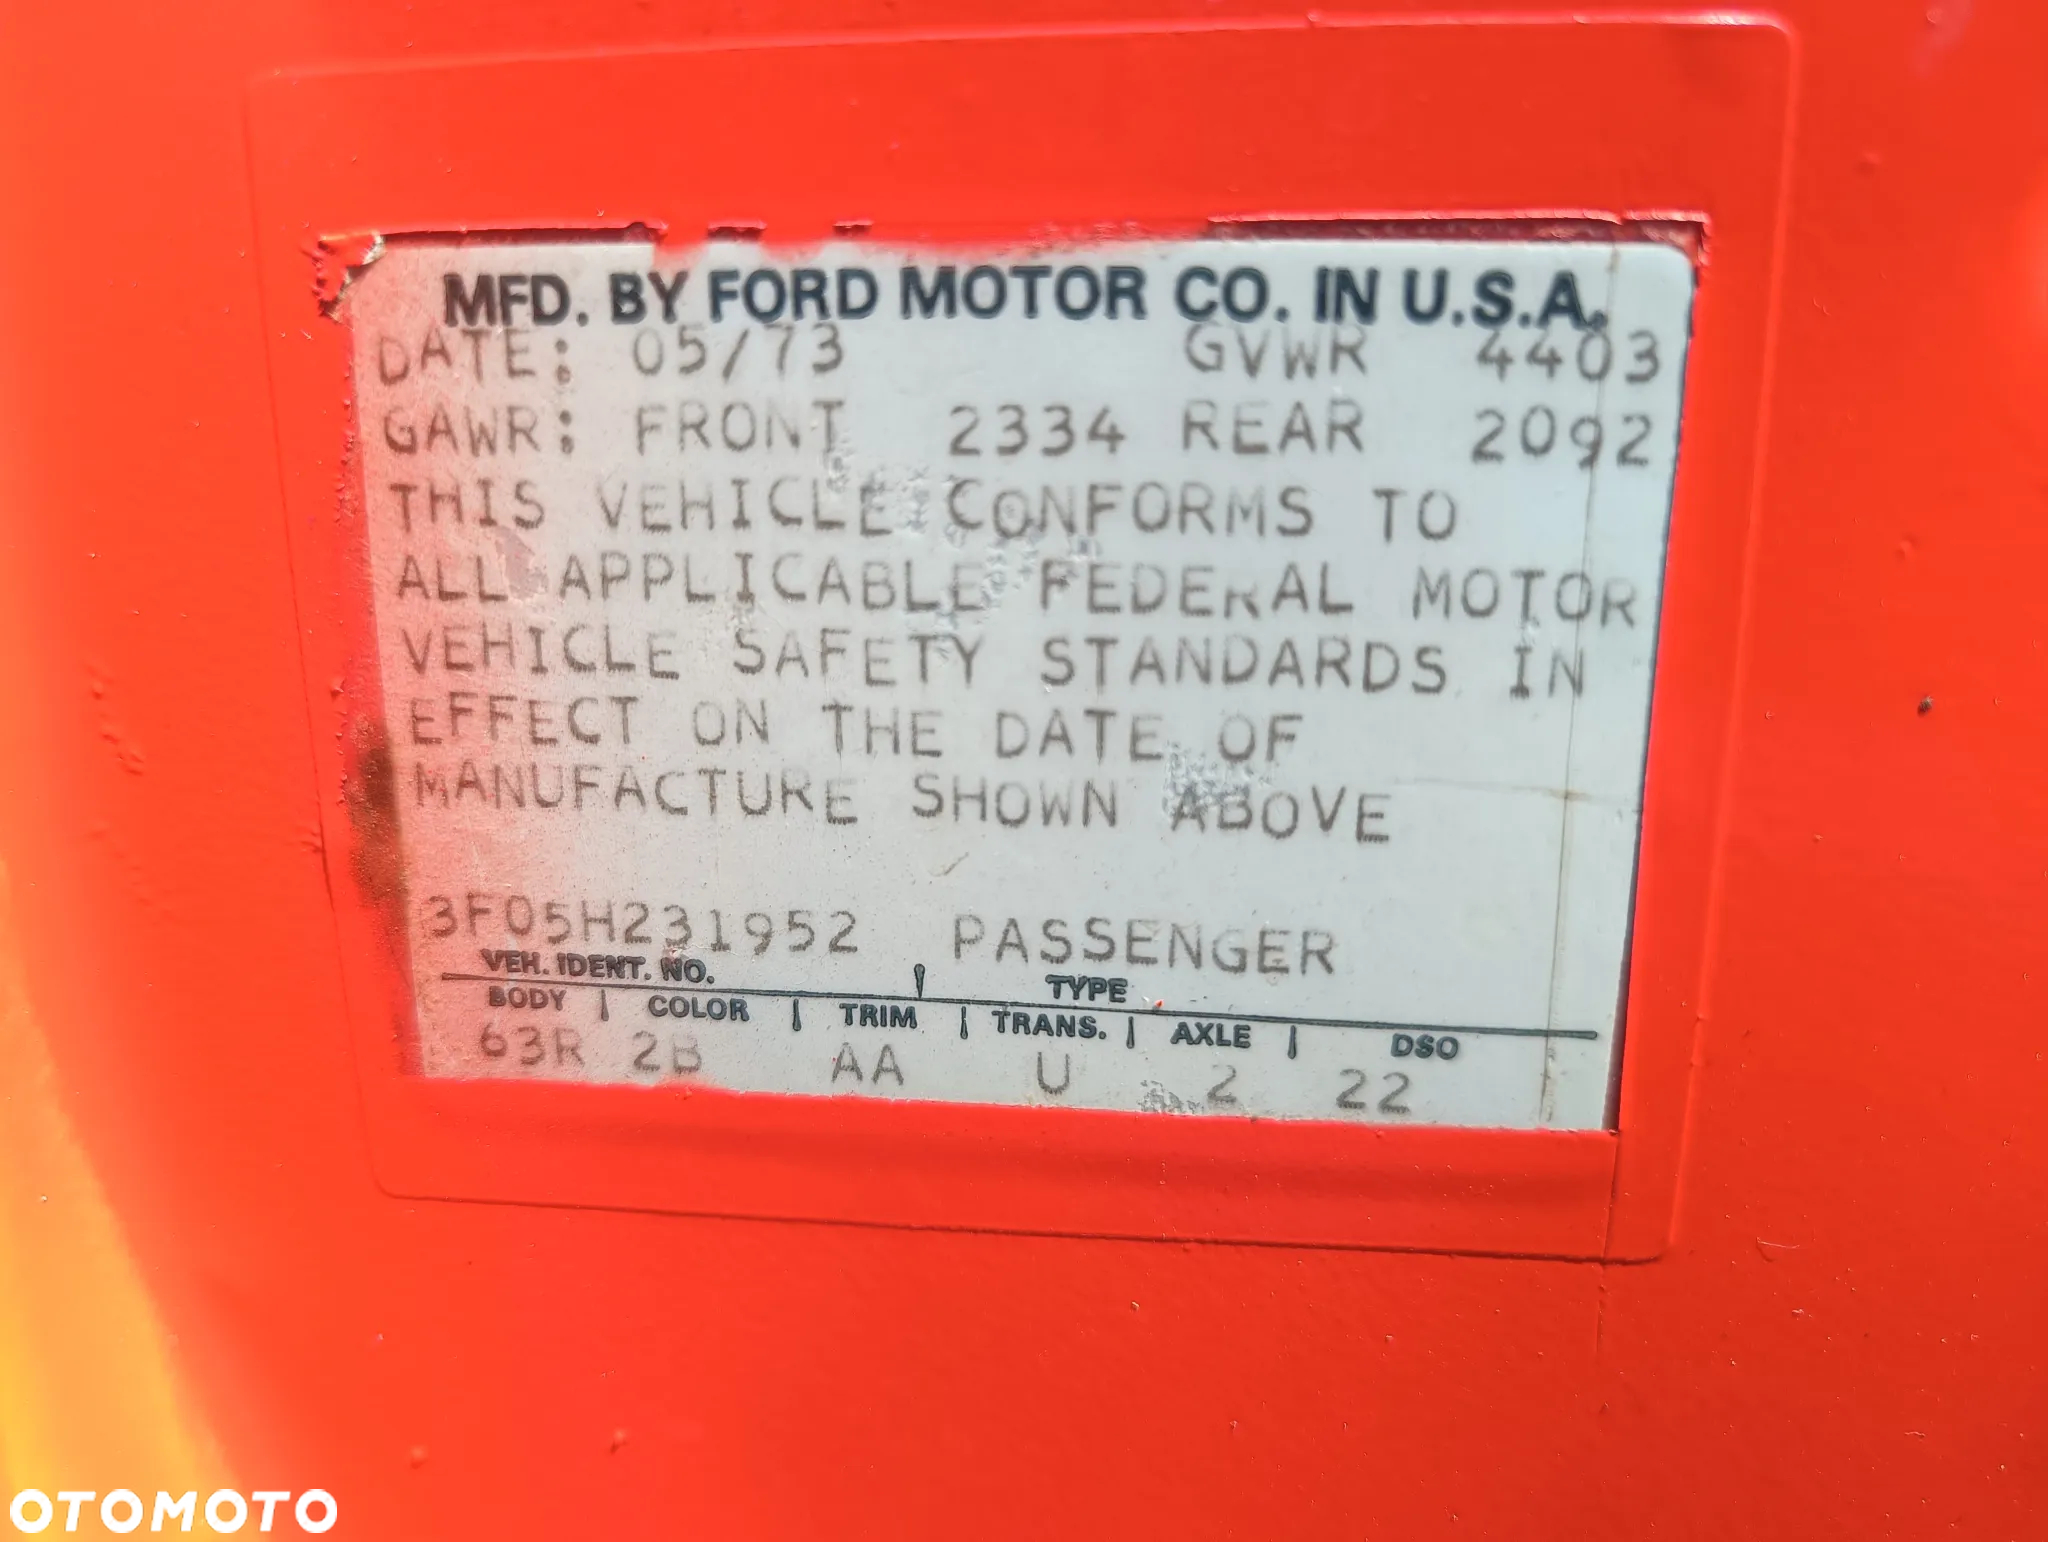 MFD. BY FORD MOTOR CO. IN U.S.A.
DATE: 05/73 GVWR 4403
GAWR: FRONT 2334 REAR 2092
THIS VEHICLE CONFORMS TO
ALL APPLICABLE FEDERAL MOTOR
VEHICLE SAFETY STANDARDS IN
EFFECT ON THE DATE OF
MANUFACTURE SHOWN ABOVE
3F05H231952 PASSENGER
VEH. IDENT. NO. TYPE
BODY COLOR TRIM TRANS. AXLE DSO
63R 2B AA U 2 22
OTOMOTO